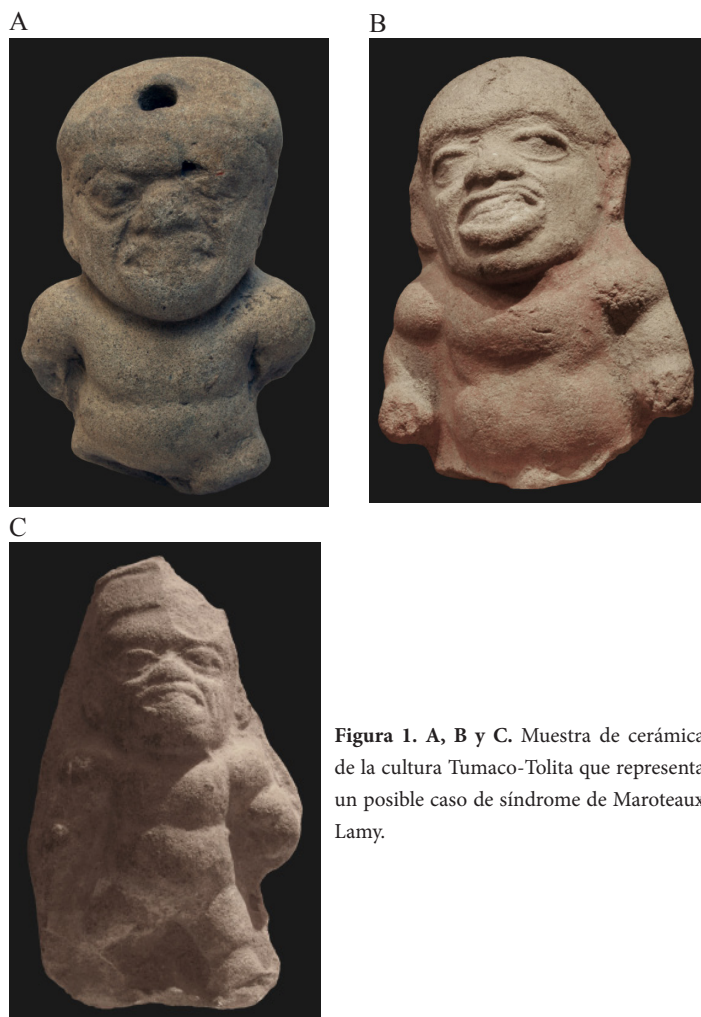 A
B
C
Figura 1. A, B y C. Muestra de cerámica
de la cultura Tumaco-Tolita que representa
un posible caso de síndrome de Maroteaux
Lamy.